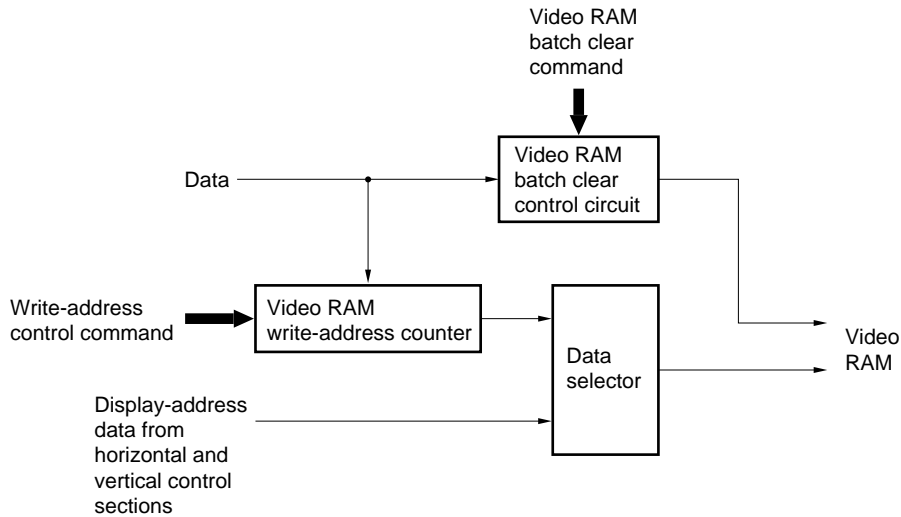 Video RAM
batch clear
command
Video RAM
batch clear
control circuit
Data
Write-address
control command
Video RAM
write-address counter
Data
selector
Video
RAM
Display-address
data from
horizontal and
vertical control
sections